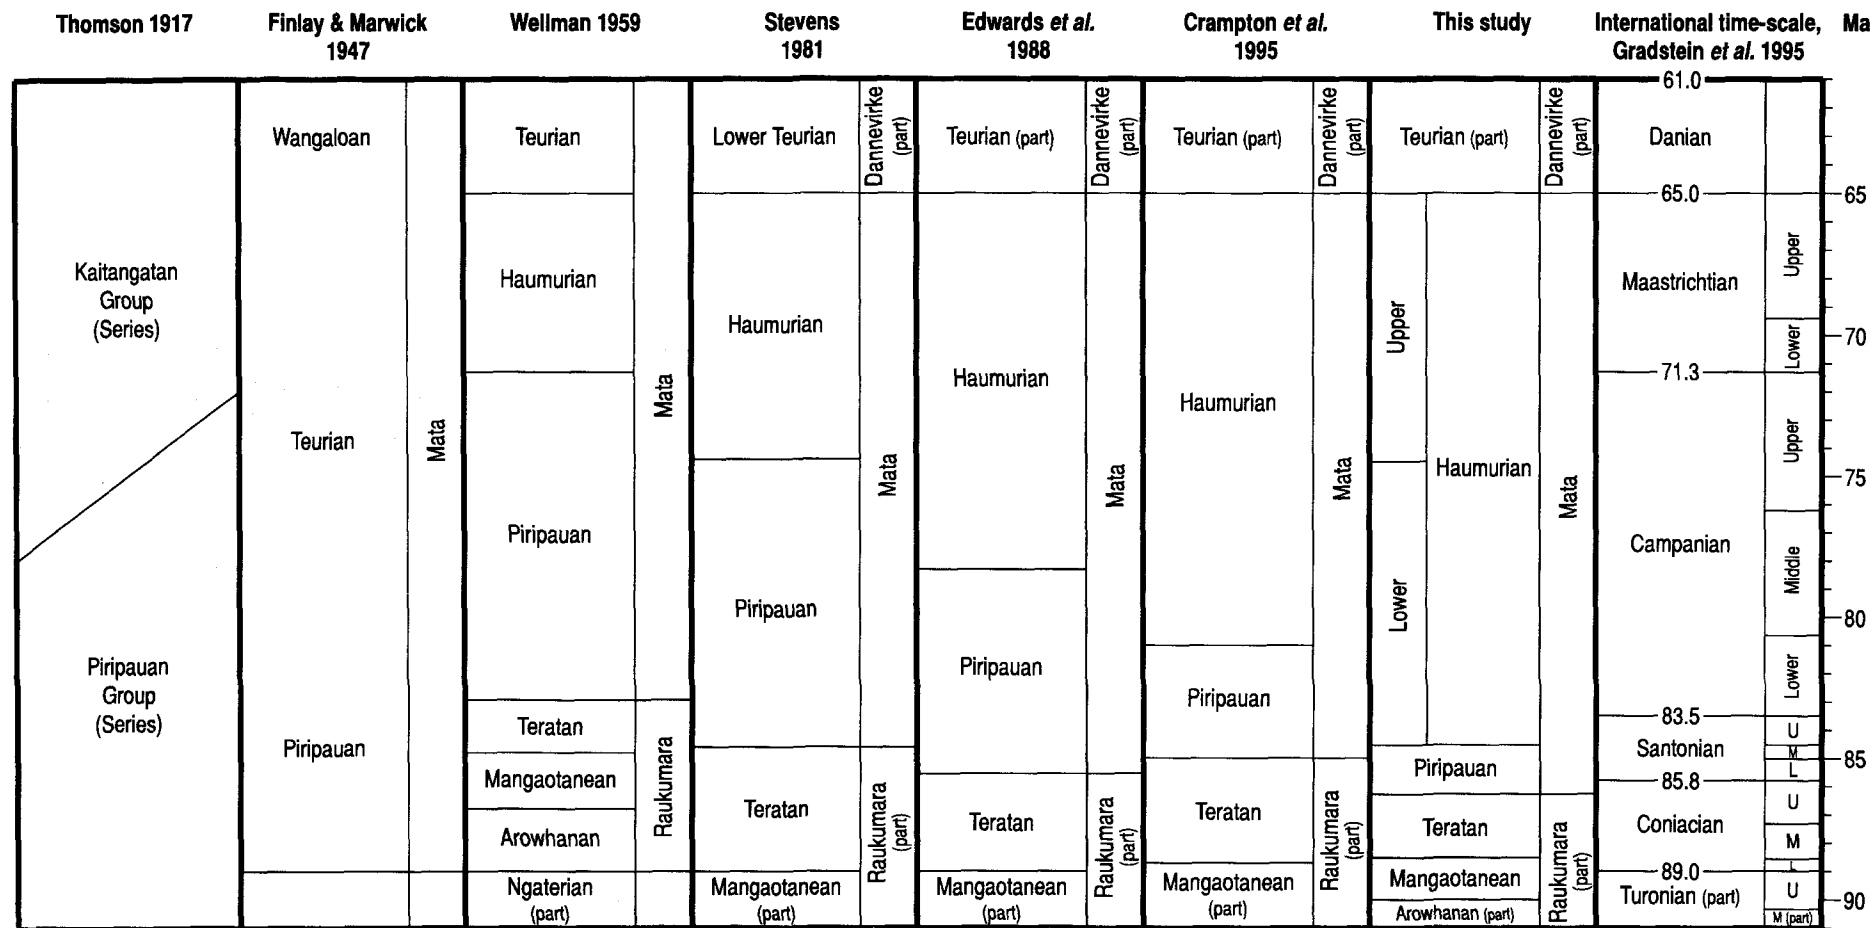 Thomson 1917
Finlay & Marwick
1947
Wellman 1959
Stevens
1981
Edwards et al.
1988
Crampton et al.
1995
This study
International time-scale,
Gradstein et al. 1995
Ma
Kaitangatan
Group
(Series)
Piripauan
Group
(Series)
Wangaloan
Teurian
Piripauan
Mata
Teurian
Haumurian
Piripauan
Teratan
Mangaotanean
Arowhanan
Ngaterian
(part)
Mata
Raukumara
Lower Teurian
Haumurian
Piripauan
Teratan
Mangaotanean
(part)
Dannevirke
(part)
Mata
Raukumara
(part)
Teurian (part)
Haumurian
Piripauan
Teratan
Mangaotanean
(part)
Dannevirke
(part)
Mata
Raukumara
(part)
Teurian (part)
Haumurian
Piripauan
Teratan
Mangaotanean
(part)
Dannevirke
(part)
Mata
Raukumara
(part)
Teurian (part)
Upper
Lower
Haumurian
Piripauan
Teratan
Mangaotanean
Arowhanan (part)
Dannevirke
(part)
Mata
Raukumara
(part)
61.0
Danian
65.0
Maastrichtian
71.3
Campanian
83.5
Santonian
85.8
Coniacian
89.0
Turonian (part)
Upper
Lower
Upper
Middle
Lower
U
M
L
U
M
L
U
M (part)
65
70
75
80
85
90